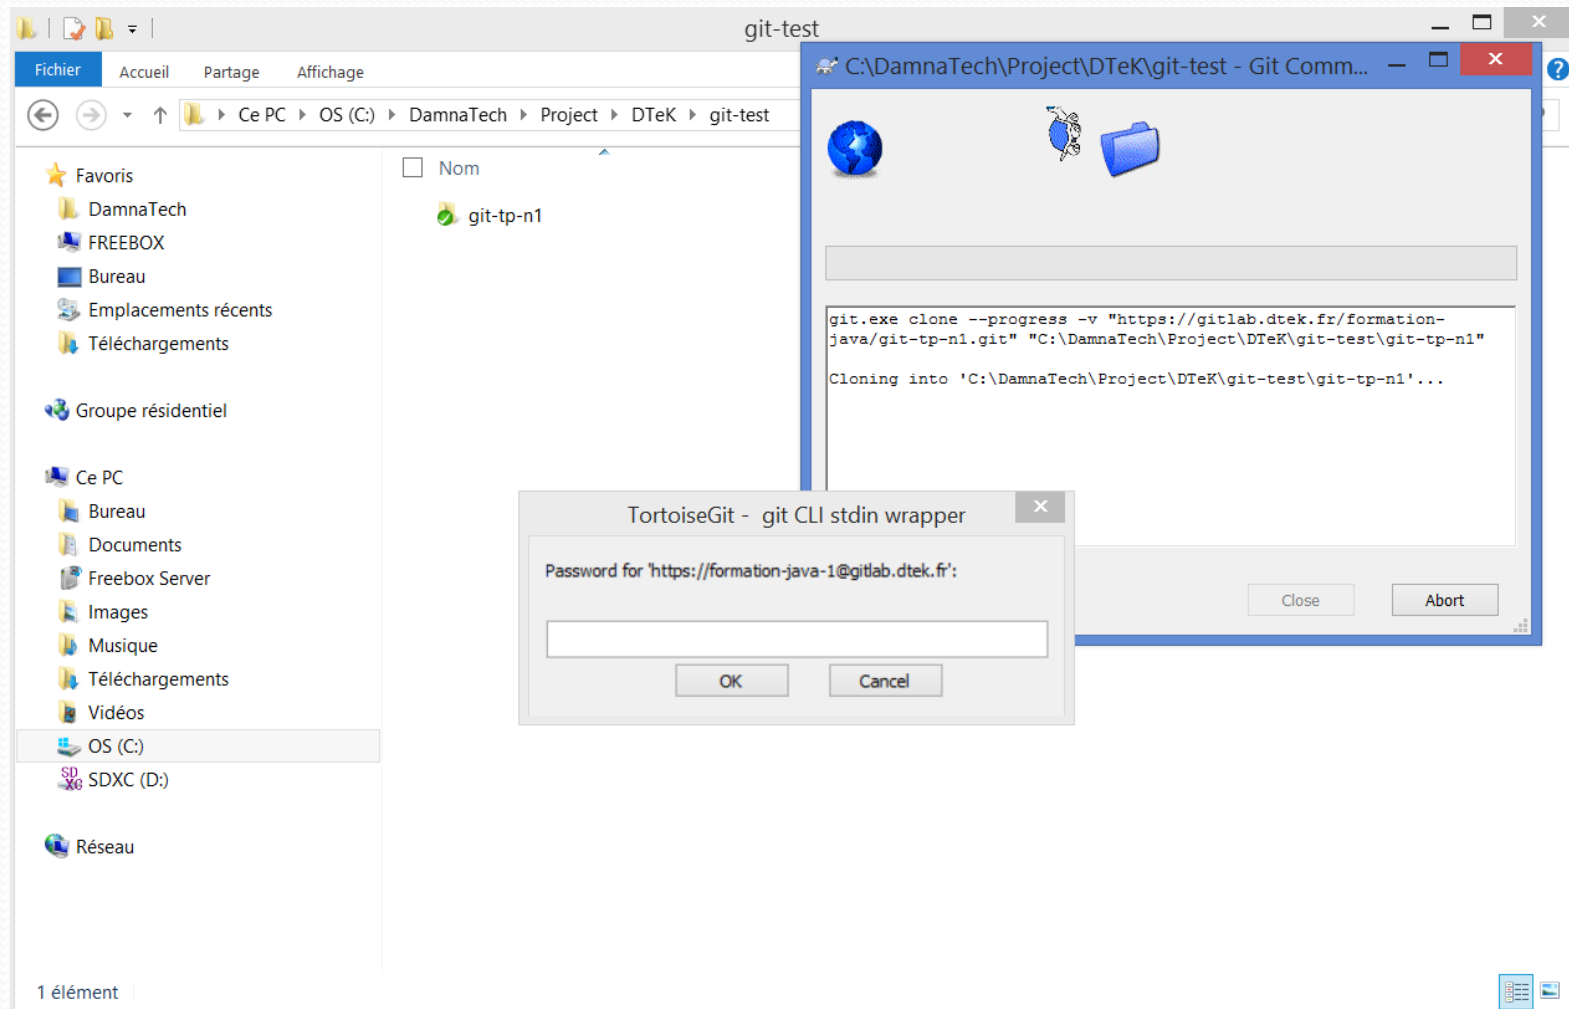 git-test
Fichier Accueil Partage Affichage
Ce PC OS (C:) DamnaTech Project DTeK git-test
Favoris
DamnaTech
FREEBOX
Bureau
Emplacements récents
Téléchargements
Groupe résidentiel
Ce PC
Bureau
Documents
Freebox Server
Images
Musique
Téléchargements
Vidéos
OS (C:)
SDXC (D:)
Réseau
Nom
git-tp-n1
C:\DamnaTech\Project\DTeK\git-test - Git Comm...
git.exe clone --progress -v "https://gitlab.dtek.fr/formation-
java/git-tp-n1.git" "C:\DamnaTech\Project\DTeK\git-test\git-tp-n1"
Cloning into 'C:\DamnaTech\Project\DTeK\git-test\git-tp-n1'...
Close Abort
TortoiseGit - git CLI stdin wrapper
Password for 'https://formation-java-1@gitlab.dtek.fr':
OK Cancel
1 élément